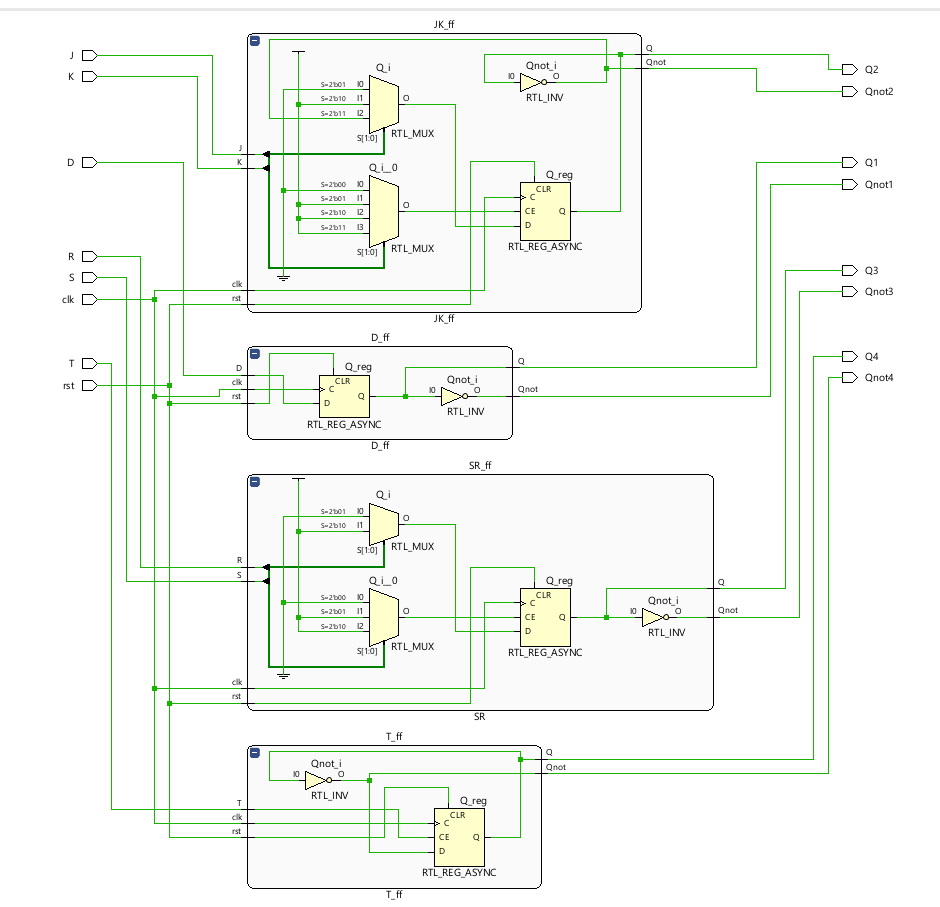 JK_ff
J
K
D
R
S
clk
T
rst
Q_i
S=2'b01 I0
S=2'b10 I1
S=2'b11 I2
O
S[1:0]
RTL_MUX
Qnot_i
I0
O
RTL_INV
Q
Qnot
J
K
Q_i__0
S=2'b00 I0
S=2'b01 I1
S=2'b10 I2
S=2'b11 I3
O
S[1:0]
RTL_MUX
Q_reg
CLR
C
CE Q
D
RTL_REG_ASYNC
clk
rst
JK_ff
D_ff
D
clk
rst
Q_reg
CLR
C
D
Q
RTL_REG_ASYNC
Qnot_i
I0
O
RTL_INV
Q
Qnot
D_ff
SR_ff
Q_i
S=2'b01 I0
S=2'b10 I1
O
S[1:0]
RTL_MUX
R
S
Q_i__0
S=2'b00 I0
S=2'b01 I1
S=2'b10 I2
O
S[1:0]
RTL_MUX
Q_reg
CLR
C
CE Q
D
RTL_REG_ASYNC
Qnot_i
I0
O
RTL_INV
Q
Qnot
clk
rst
SR
T_ff
Qnot_i
I0
O
RTL_INV
Q
Qnot
T
clk
rst
Q_reg
CLR
C
CE Q
D
RTL_REG_ASYNC
T_ff
Q2
Qnot2
Q1
Qnot1
Q3
Qnot3
Q4
Qnot4